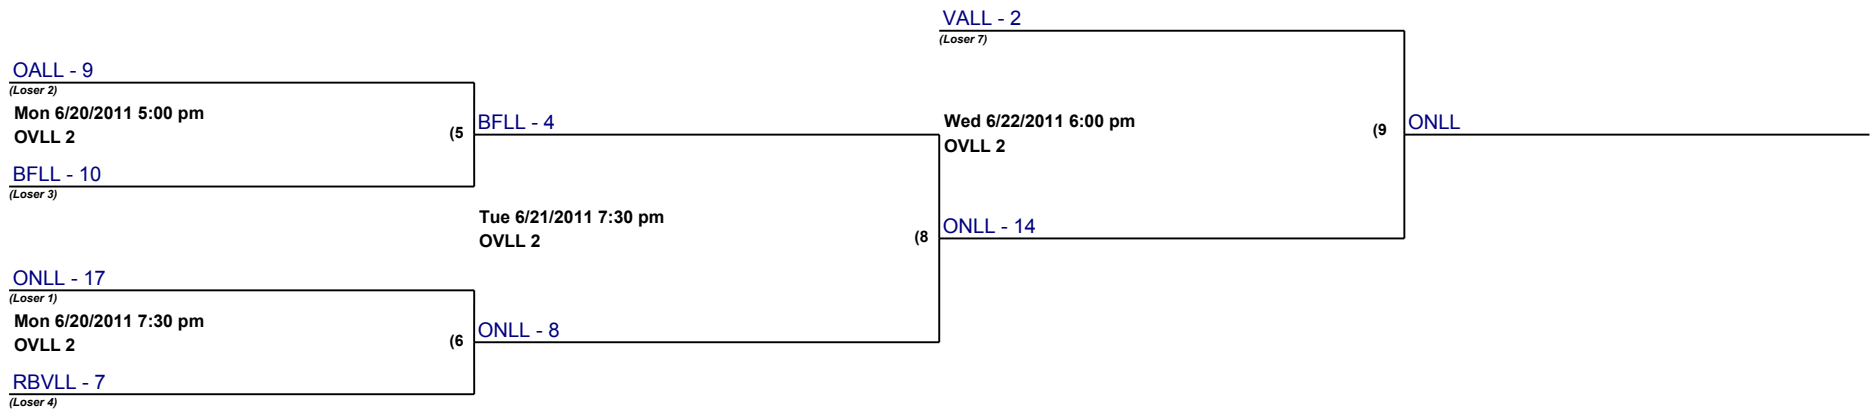 VALL - 2
(Loser 7)
OALL - 9
(Loser 2)
Mon 6/20/2011 5:00 pm
OVLL 2
(5
BFLL - 4
Wed 6/22/2011 6:00 pm
OVLL 2
(9
ONLL
BFLL - 10
(Loser 3)
Tue 6/21/2011 7:30 pm
OVLL 2
(8
ONLL - 14
ONLL - 17
(Loser 1)
Mon 6/20/2011 7:30 pm
OVLL 2
(6
ONLL - 8
RBVLL - 7
(Loser 4)